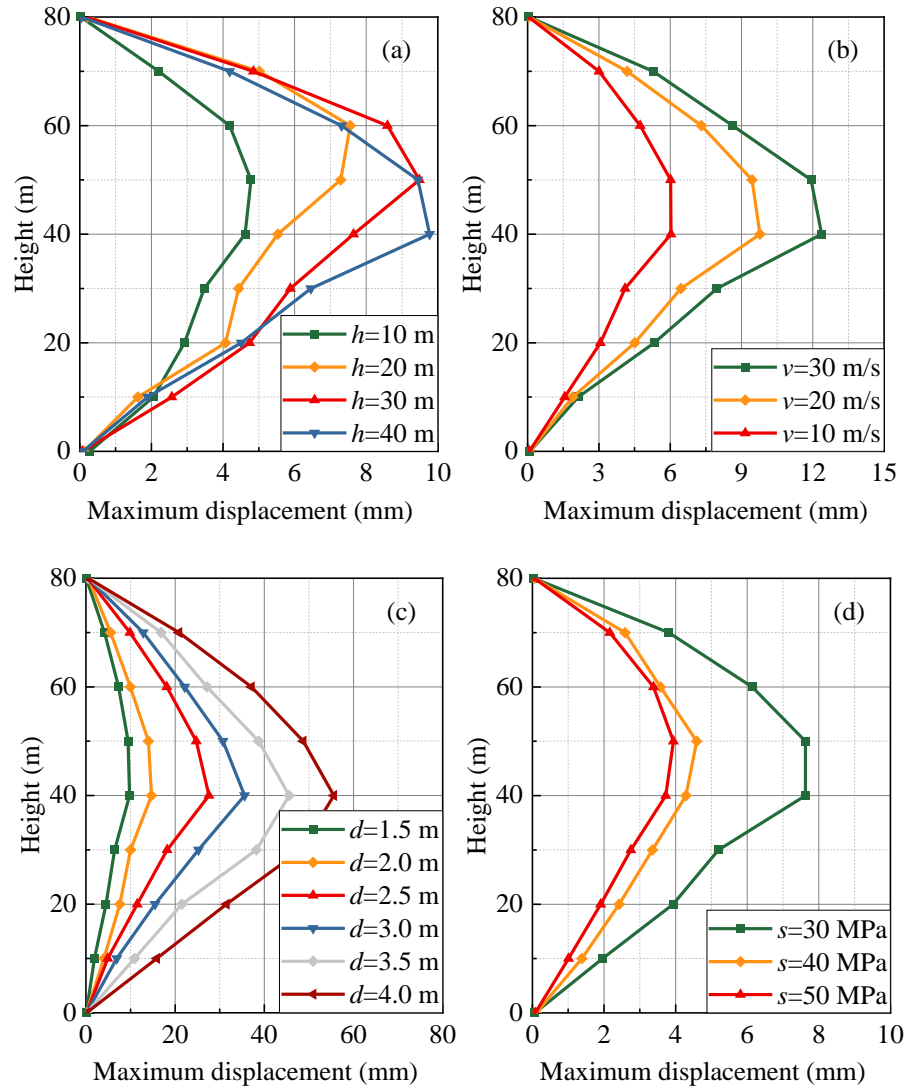 80
60
40
20
0
Height (m)
(a)
h=10 m
h=20 m
h=30 m
h=40 m
0 2 4 6 8 10
Maximum displacement (mm)
80
60
40
20
0
Height (m)
(b)
v=30 m/s
v=20 m/s
v=10 m/s
0 3 6 9 12 15
Maximum displacement (mm)
80
60
40
20
0
Height (m)
(c)
d=1.5 m
d=2.0 m
d=2.5 m
d=3.0 m
d=3.5 m
d=4.0 m
0 20 40 60 80
Maximum displacement (mm)
80
60
40
20
0
Height (m)
(d)
s=30 MPa
s=40 MPa
s=50 MPa
0 2 4 6 8 10
Maximum displacement (mm)